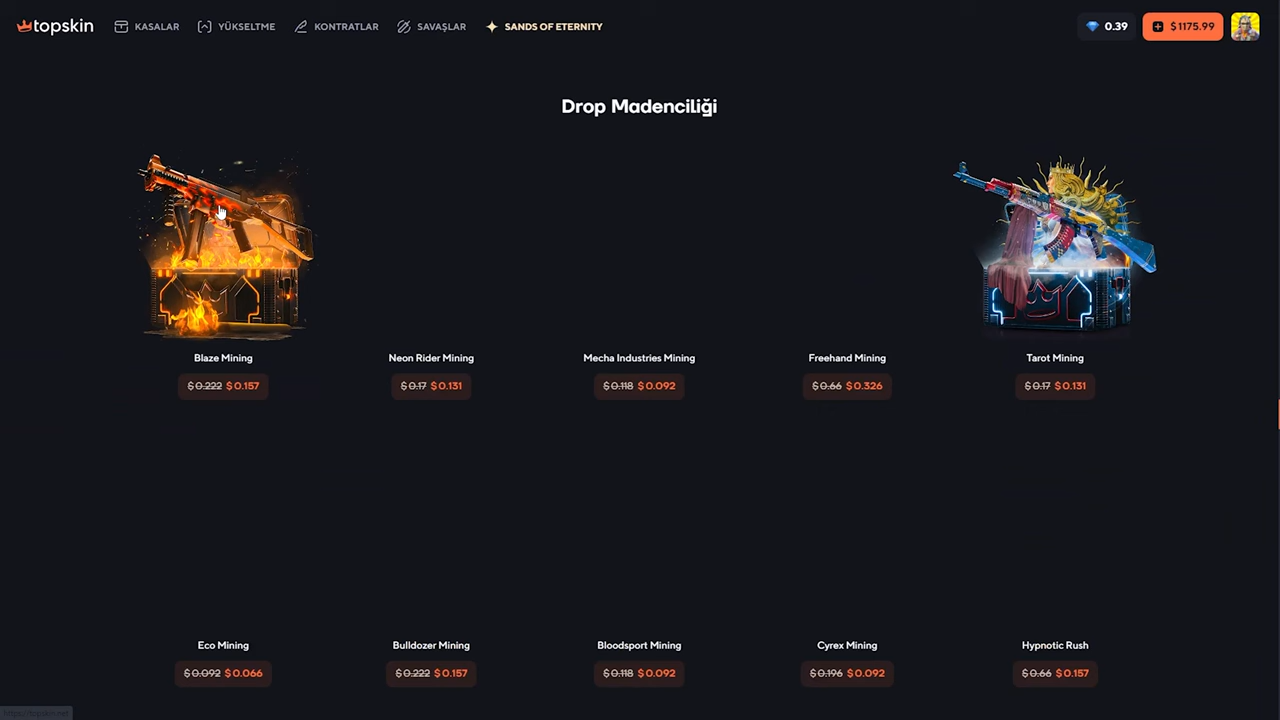 topskin KASALAR YÜKSELTME KONTRATLAR SAVAŞLAR SANDS OF ETERNITY 0.39 $1175.99
Drop Madenciliği
Blaze Mining Neon Rider Mining Mecha Industries Mining Freehand Mining Tarot Mining
$0.222 $0.157 $0.17 $0.131 $0.118 $0.092 $0.66 $0.326 $0.17 $0.131
Eco Mining Bulldozer Mining Bloodsport Mining Cyrex Mining Hypnotic Rush
$0.092 $0.066 $0.222 $0.157 $0.118 $0.092 $0.196 $0.092 $0.66 $0.157